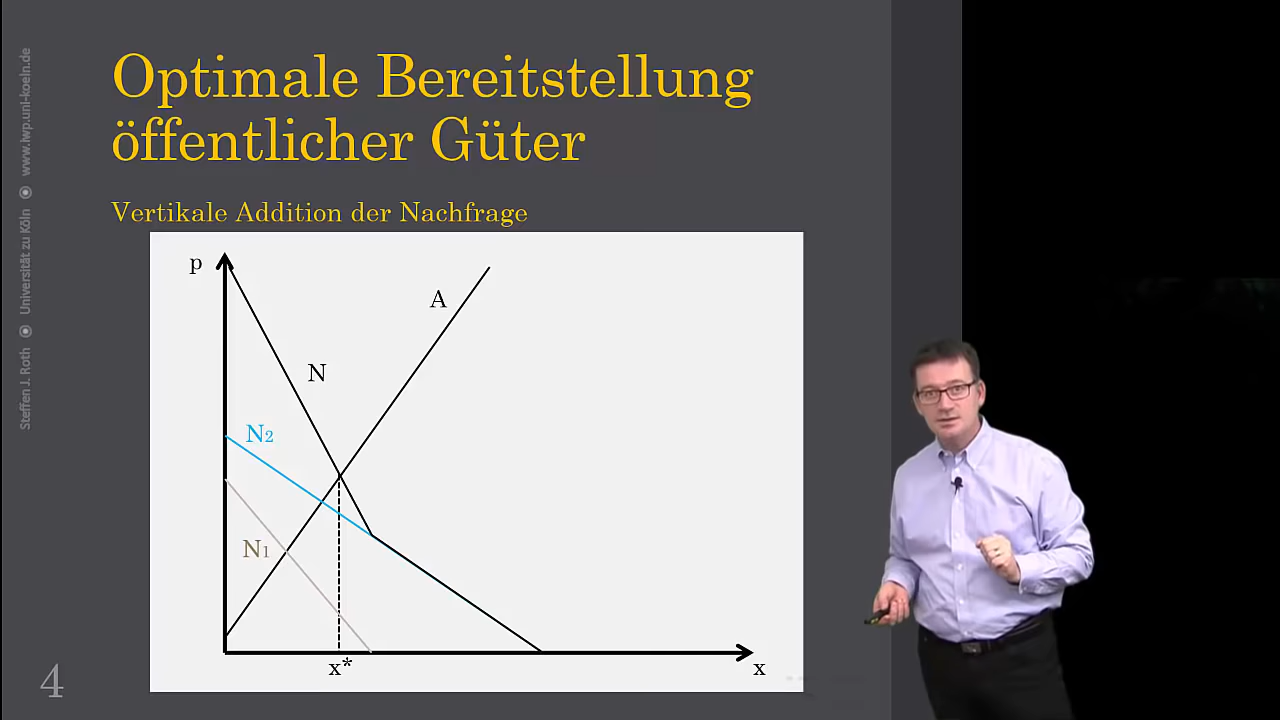 Optimale Bereitstellung
öffentlicher Güter
Vertikale Addition der Nachfrage
p
A
N
N2
N1
x*
x
4
Steffen J. Roth ◉ Universität zu Köln ◉ www.iwp.uni-koeln.de